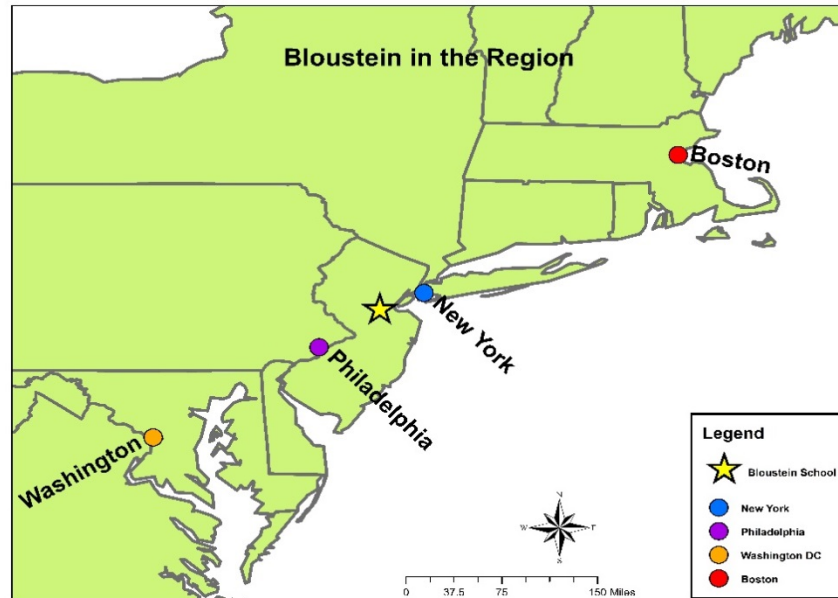 Bloustein in the Region
Boston
New York
Philadelphia
Washington
Legend
Bloustein School
New York
Philadelphia
Washington DC
Boston
N
W E
S
0 37.5 75 150 Miles